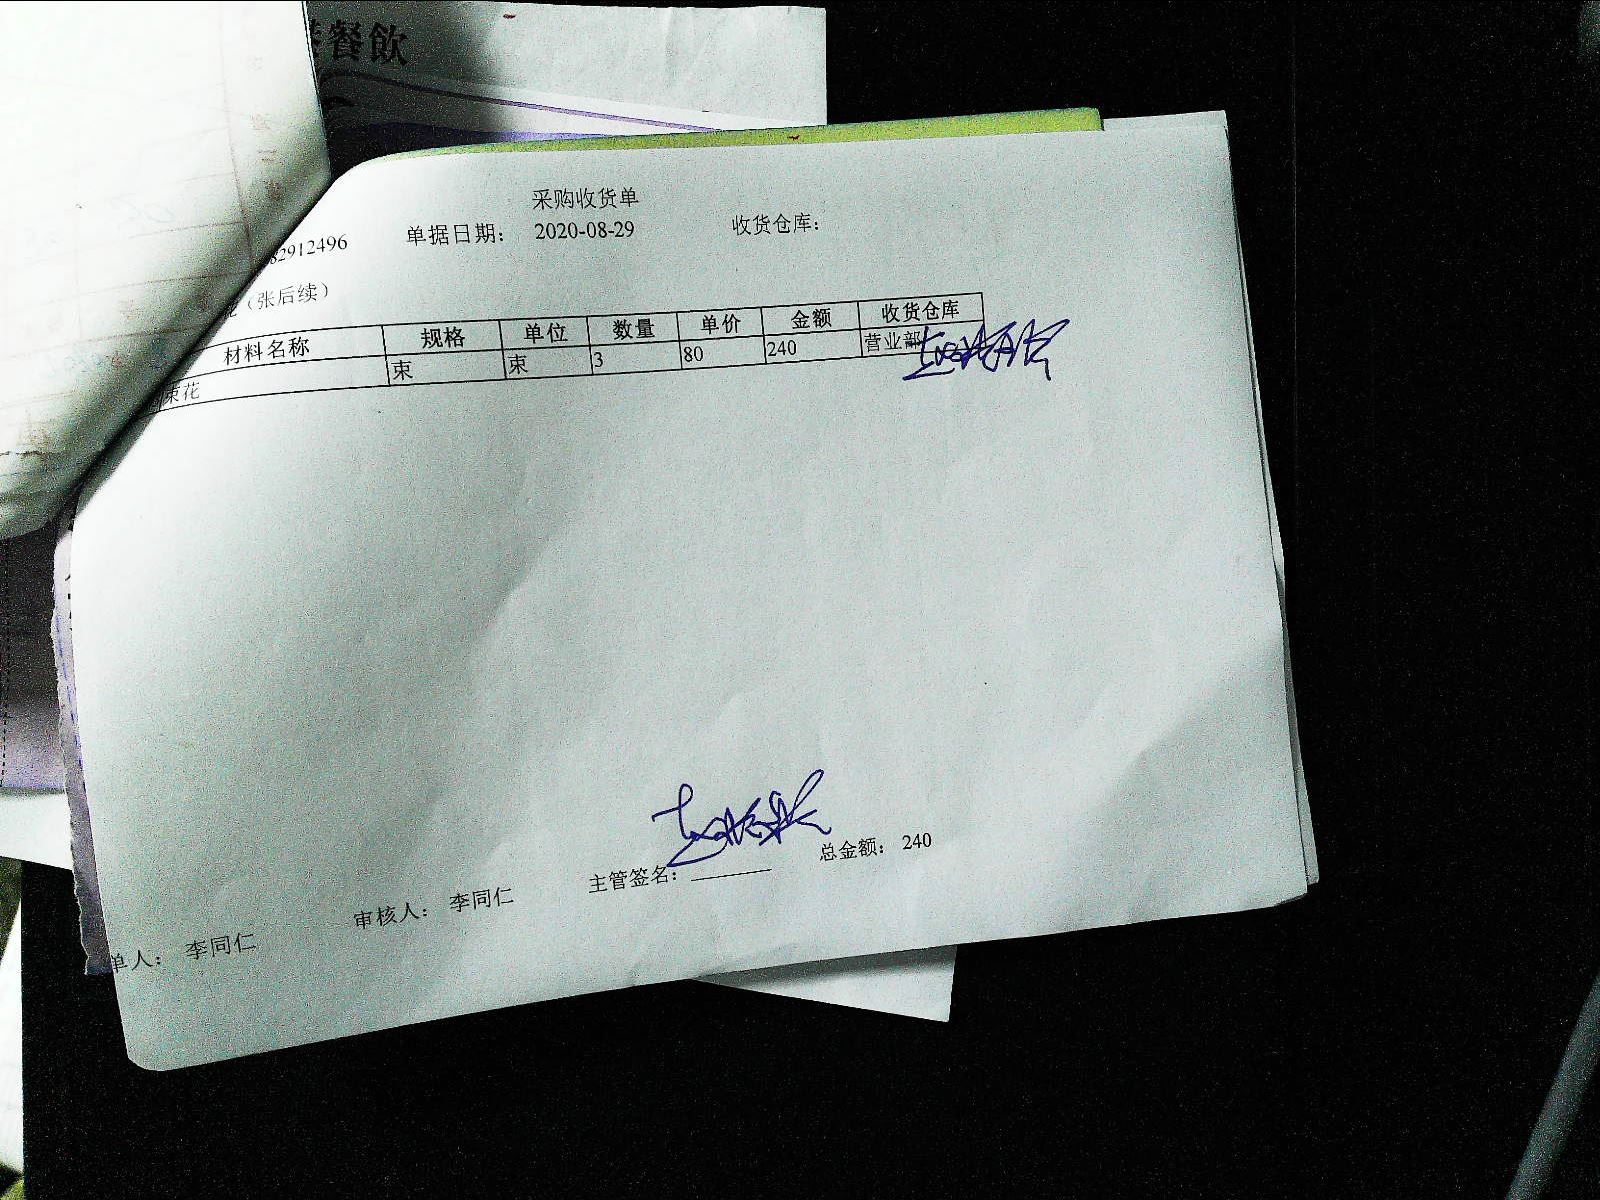 餐飲
采购收货单
82912496 单据日期： 2020-08-29 收货仓库：
（张后续）
材料名称 规格 单位 数量 单价 金额 收货仓库
束花 束 束 3 80 240 营业部
总金额： 240
单人： 李同仁 审核人： 李同仁 主管签名：